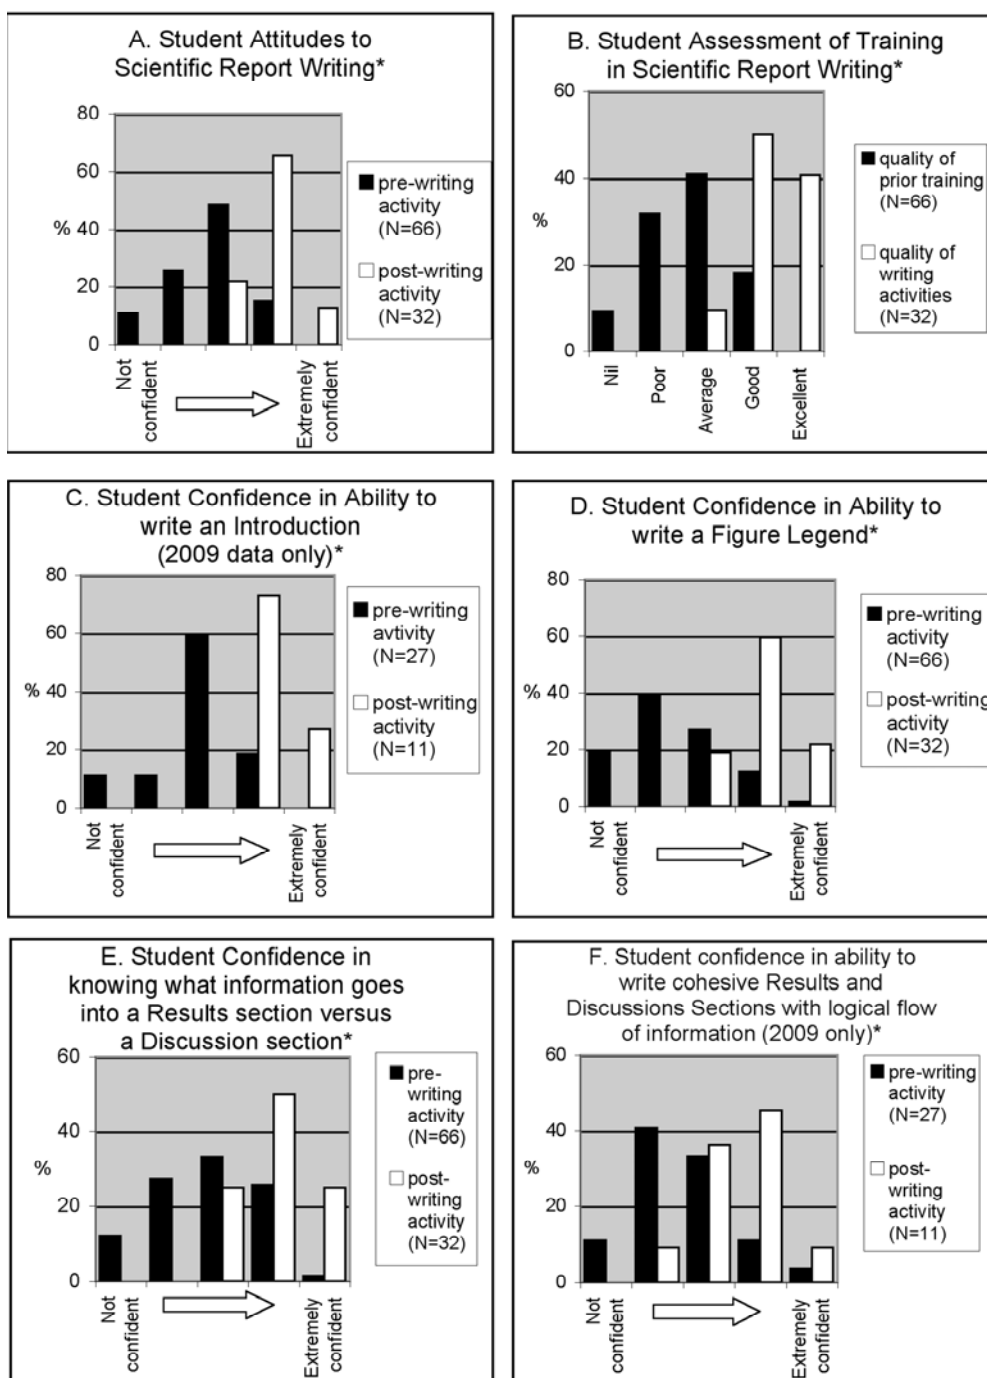 A. Student Attitudes to
Scientific Report Writing*
80
60
40
20
0
%
pre-writing
activity
(N=66)
post-writing
activity
(N=32)
Not
confident
Extremely
confident
B. Student Assessment of Training
in Scientific Report Writing*
60
40
20
0
%
quality of
prior training
(N=66)
quality of
writing
activities
(N=32)
Nil
Poor
Average
Good
Excellent
C. Student Confidence in Ability to
write an Introduction
(2009 data only)*
80
60
40
20
0
%
pre-writing
avtivity
(N=27)
post-writing
activity
(N=11)
Not
confident
Extremely
confident
D. Student Confidence in Ability to
write a Figure Legend*
80
60
40
20
0
%
pre-writing
activity
(N=66)
post-writing
activity
(N=32)
Not
confident
Extremely
confident
E. Student Confidence in
knowing what information goes
into a Results section versus
a Discussion section*
60
40
20
0
%
pre-
writing
activity
(N=66)
post-
writing
activity
(N=32)
Not
confident
Extremely
confident
F. Student confidence in ability to
write cohesive Results and
Discussions Sections with logical flow
of information (2009 only)*
60
40
20
0
%
pre-writing
activity
(N=27)
post-
writing
activity
(N=11)
Not
confident
Extremely
confident